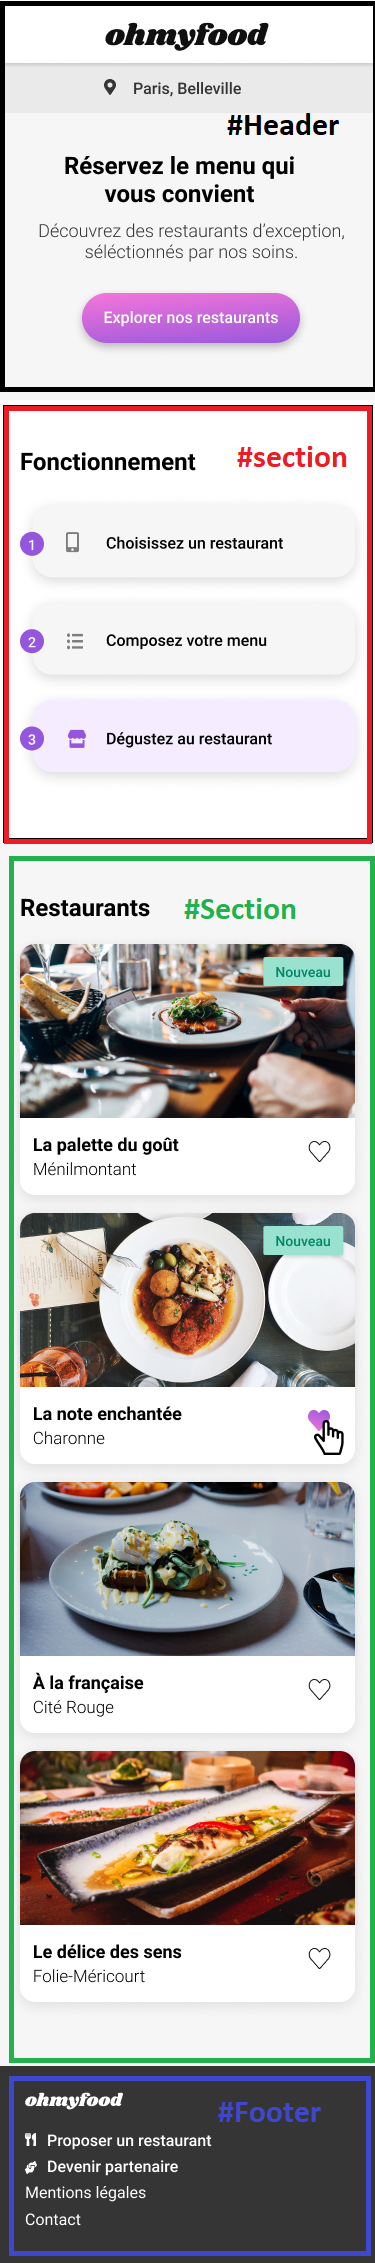 ohmyfood
Paris, Belleville
#Header
Réservez le menu qui
vous convient
Découvrez des restaurants d'exception,
séléctionnés par nos soins.
Explorer nos restaurants
Fonctionnement #section
1 Choisissez un restaurant
2 Composez votre menu
3 Dégustez au restaurant
Restaurants #Section
Nouveau
La palette du goût
Ménilmontant
Nouveau
La note enchantée
Charonne
À la française
Cité Rouge
Le délice des sens
Folie-Méricourt
ohmyfood
#Footer
Proposer un restaurant
Devenir partenaire
Mentions légales
Contact